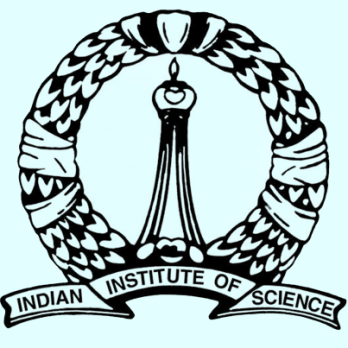 INDIAN INSTITUTE OF SCIENCE